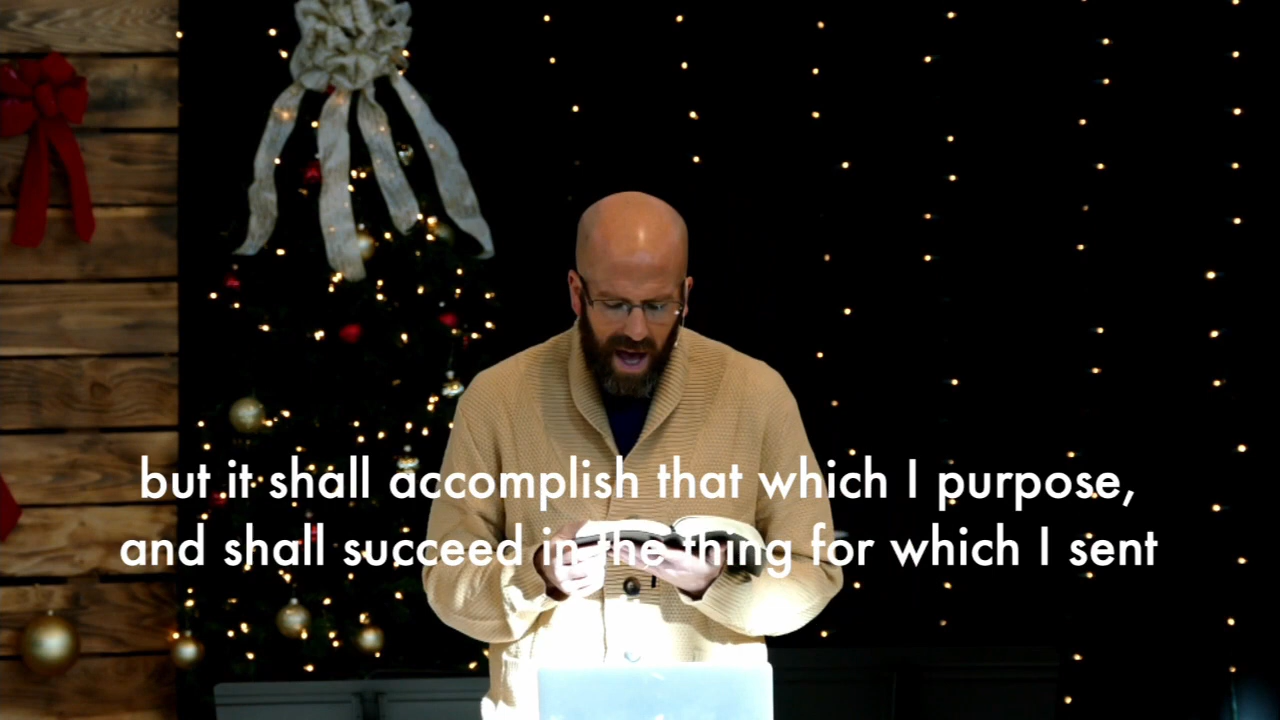 but it shall accomplish that which I purpose,
and shall succeed in the thing for which I sent